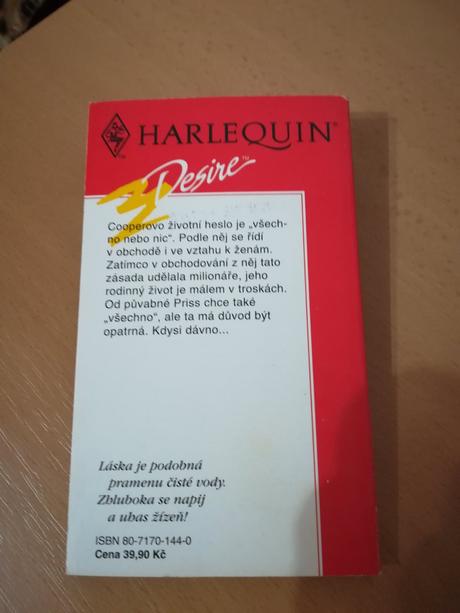 HARLEQUIN®
Desire™
Cooperovo životní heslo je „všech-
no nebo nic“. Podle něj se řídí
v obchodě i ve vztahu k ženám.
Zatímco v obchodování z něj tato
zásada udělala milionáře, jeho
rodinný život je málem v troskách.
Od půvabné Priss chce také
„všechno“, ale ta má důvod být
opatrná. Kdysi dávno...
Láska je podobná
pramenu čisté vody.
Zhluboka se napij
a uhas žízeň!
ISBN 80-7170-144-0
Cena 39,90 Kč